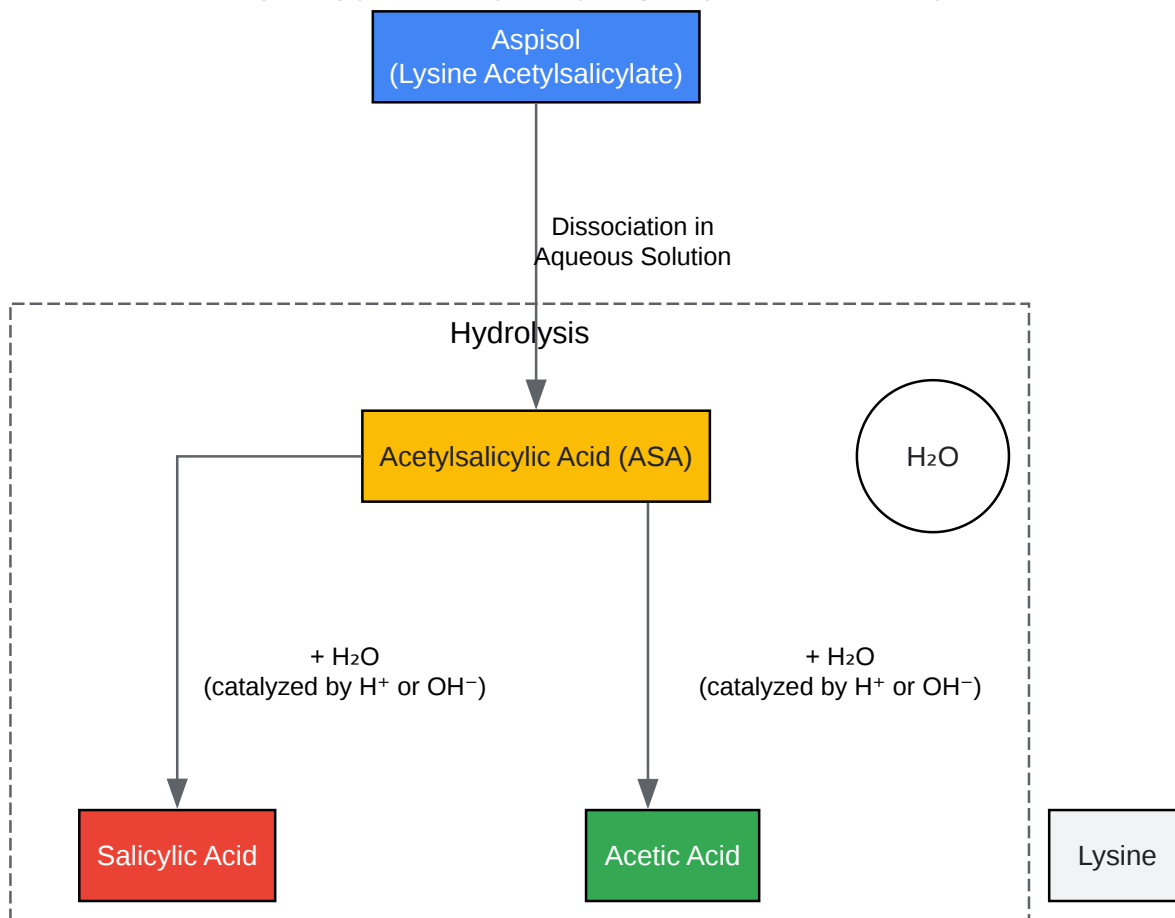 Aspisol
(Lysine Acetylsalicylate)
Dissociation in
Aqueous Solution
Hydrolysis
Acetylsalicylic Acid (ASA)
H₂O
+ H₂O
(catalyzed by H⁺ or OH⁻)
+ H₂O
(catalyzed by H⁺ or OH⁻)
Salicylic Acid
Acetic Acid
Lysine